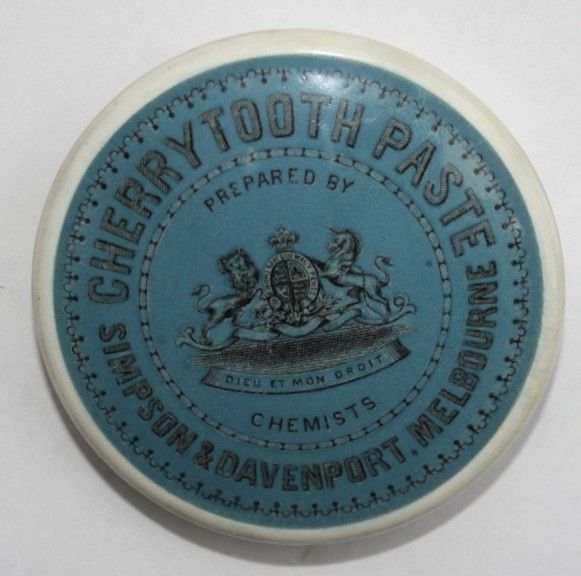 CHERRY TOOTH PASTE
PREPARED BY
DIEU ET MON DROIT
CHEMISTS
SIMPSON & DAVENPORT. MELBOURNE